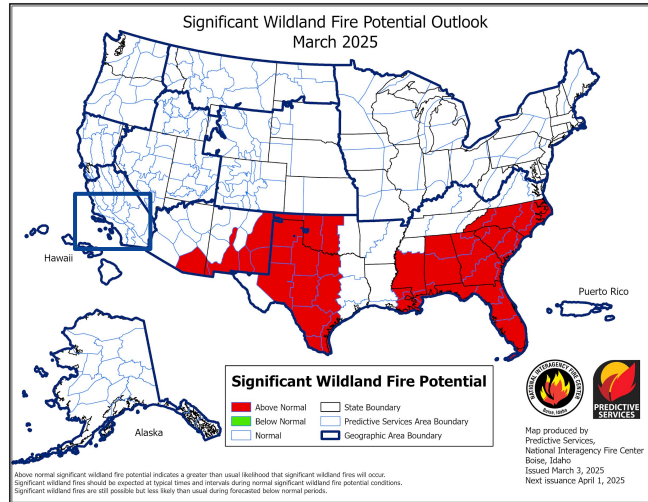 Significant Wildland Fire Potential Outlook
March 2025
Hawaii
Puerto Rico
Alaska
Significant Wildland Fire Potential
Above Normal
Below Normal
Normal
State Boundary
Predictive Services Area Boundary
Geographic Area Boundary
NATIONAL INTERAGENCY FIRE CENTER
Boise, Idaho
PREDICTIVE
SERVICES
Map produced by
Predictive Services,
National Interagency Fire Center
Boise, Idaho
Issued March 3, 2025
Next issuance April 1, 2025
Above normal significant wildland fire potential indicates a greater than usual likelihood that significant wildland fires will occur.
Significant wildland fires should be expected at typical times and intervals during normal significant wildland fire potential conditions.
Significant wildland fires are still possible but less likely than usual during forecasted below normal periods.